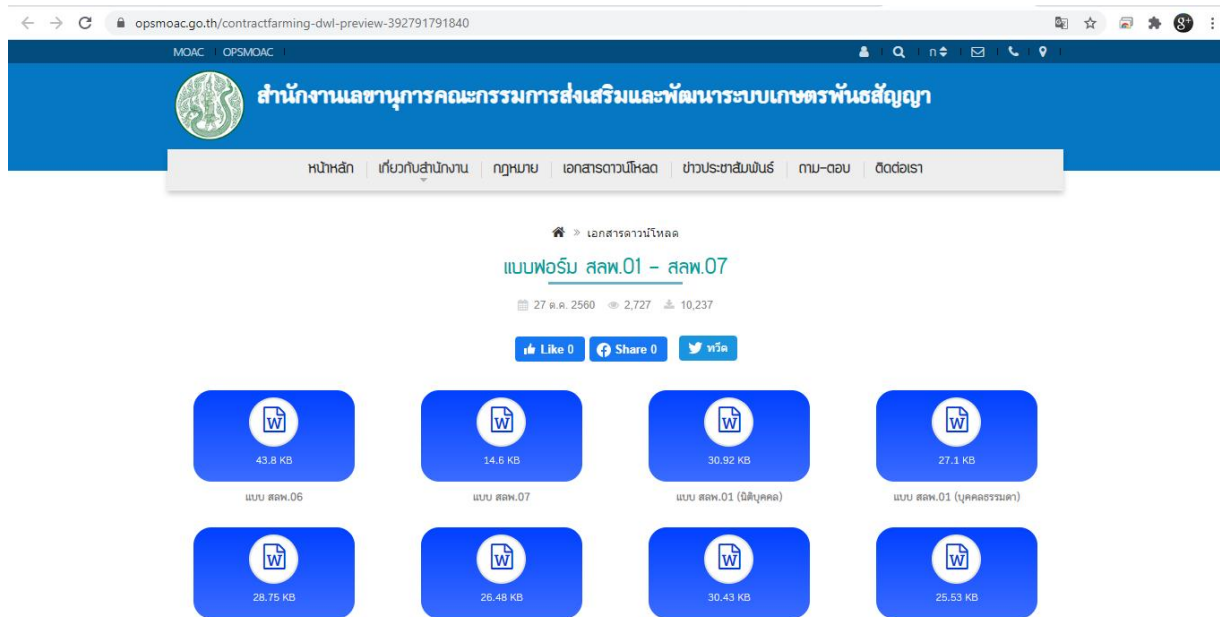 opsmoac.go.th/contractfarming-dwl-preview-392791791840
MOAC OPSMOAC ก
สำนักงานเลขานุการคณะกรรมการส่งเสริมและพัฒนาระบบเกษตรพันธสัญญา
หน้าหลัก เกี่ยวกับสำนักงาน กฎหมาย เอกสารดาวน์โหลด ข่าวประชาสัมพันธ์ ถาม-ตอบ ติดต่อเรา
» เอกสารดาวน์โหลด
แบบฟอร์ม สลพ.01 - สลพ.07
27 ต.ค. 2560 2,727 10,237
Like 0 Share 0 ทวีต
43.8 KB 14.6 KB 30.92 KB 27.1 KB
แบบ สลพ.06 แบบ สลพ.07 แบบ สลพ.01 (นิติบุคคล) แบบ สลพ.01 (บุคคลธรรมดา)
28.75 KB 26.48 KB 30.43 KB 25.53 KB